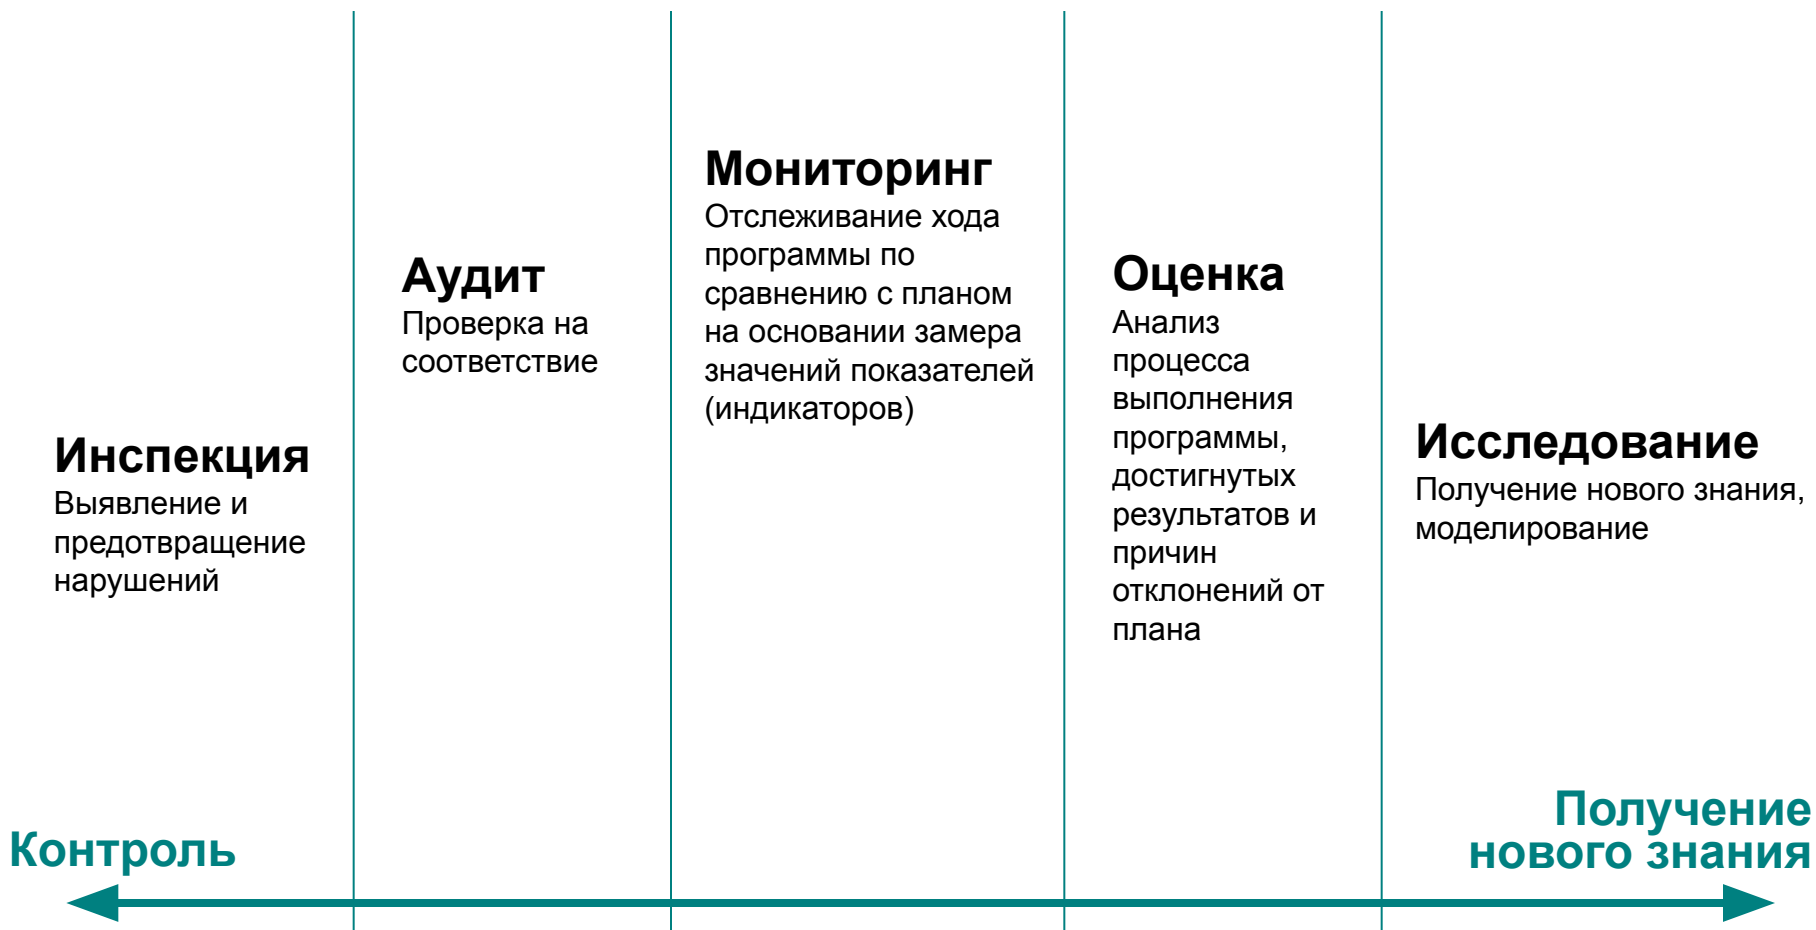 Инспекция
Выявление и
предотвращение
нарушений
Аудит
Проверка на
соответствие
Мониторинг
Отслеживание хода
программы по
сравнению с планом
на основании замера
значений показателей
(индикаторов)
Оценка
Анализ
процесса
выполнения
программы,
достигнутых
результатов и
причин
отклонений от
плана
Исследование
Получение нового знания,
моделирование
Контроль
Получение
нового знания